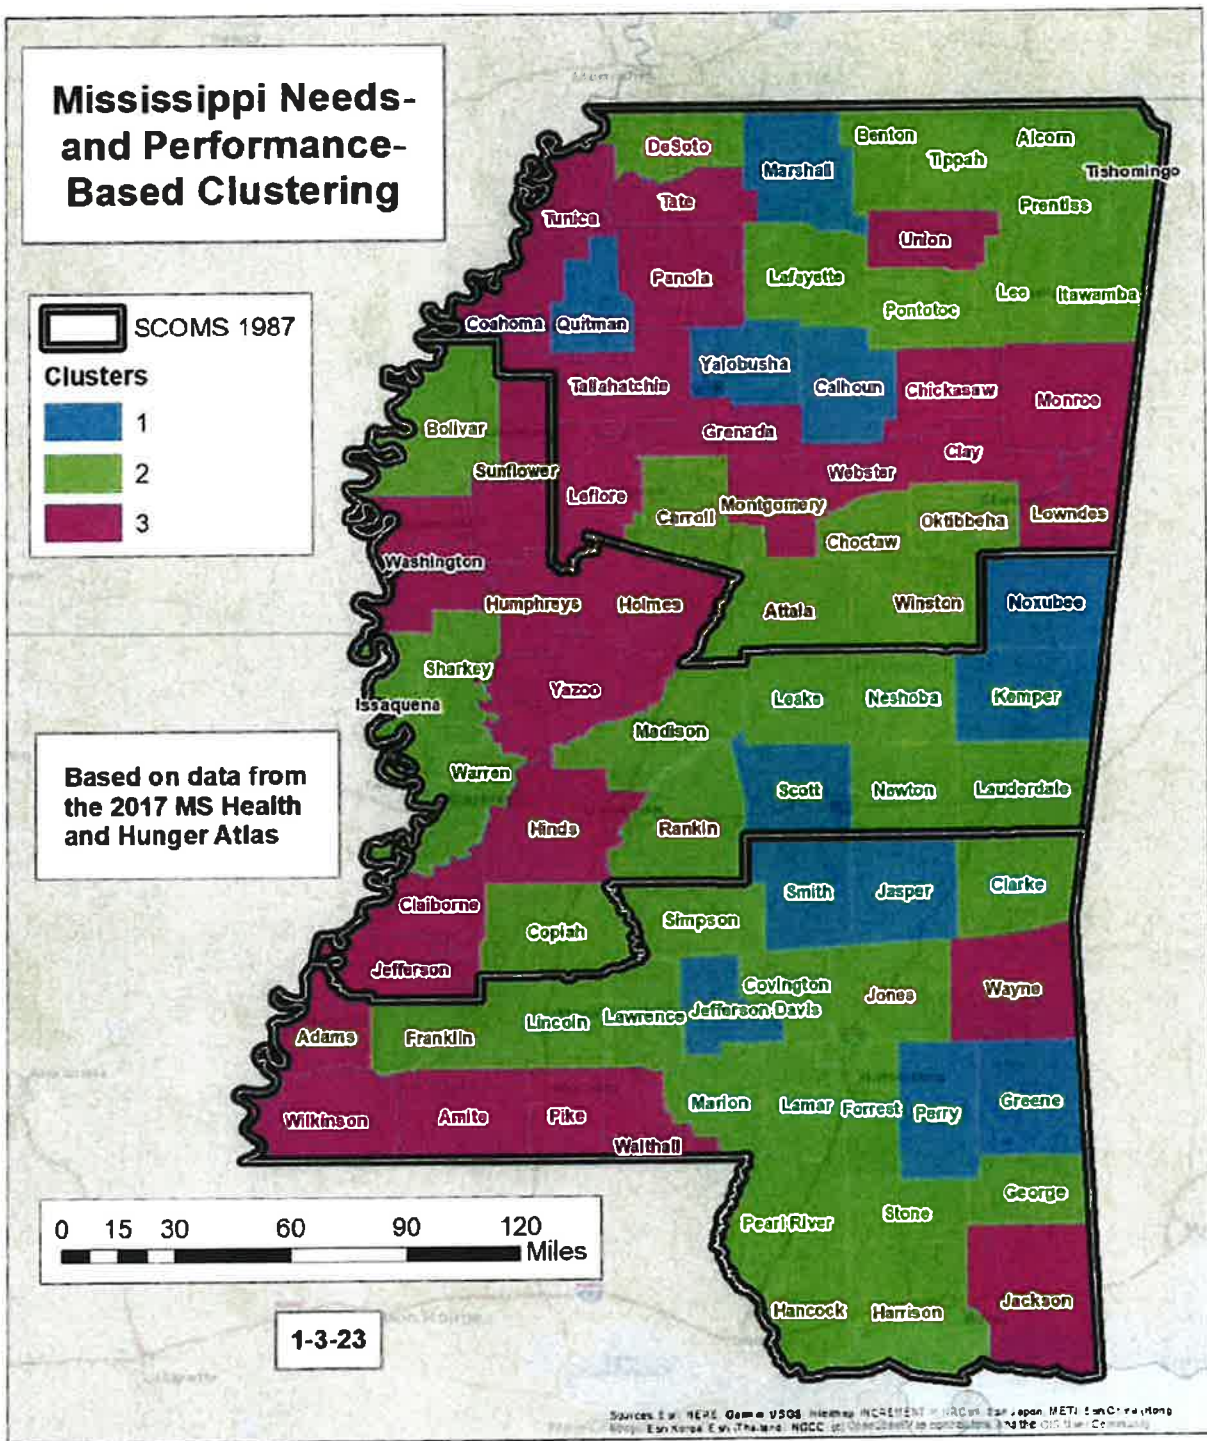 Mississippi Needs-
and Performance-
Based Clustering
SCOMS 1987
Clusters
1
2
3
Based on data from
the 2017 MS Health
and Hunger Atlas
DeSoto
Marshall
Benton
Tippah
Alcorn
Tishomingo
Prentiss
Tunica
Tate
Union
Panola
Lafayette
Pontotoc
Lee
Itawamba
Coahoma
Quitman
Yalobusha
Calhoun
Tallahatchie
Chickasaw
Monroe
Bolivar
Grenada
Clay
Sunflower
Webster
Leflore
Carroll
Montgomery
Oktibbeha
Lowndes
Choctaw
Washington
Humphreys
Holmes
Attala
Winston
Noxubee
Sharkey
Yazoo
Issaquena
Leake
Neshoba
Kemper
Madison
Warren
Scott
Newton
Lauderdale
Hinds
Rankin
Claiborne
Smith
Jasper
Clarke
Simpson
Copiah
Jefferson
Covington
Jones
Wayne
Jefferson Davis
Lawrence
Lincoln
Adams
Franklin
Marion
Lamar
Forrest
Perry
Greene
Wilkinson
Amite
Pike
Walthall
George
Stone
Pearl River
Hancock
Harrison
Jackson
0 15 30 60 90 120
Miles
1-3-23